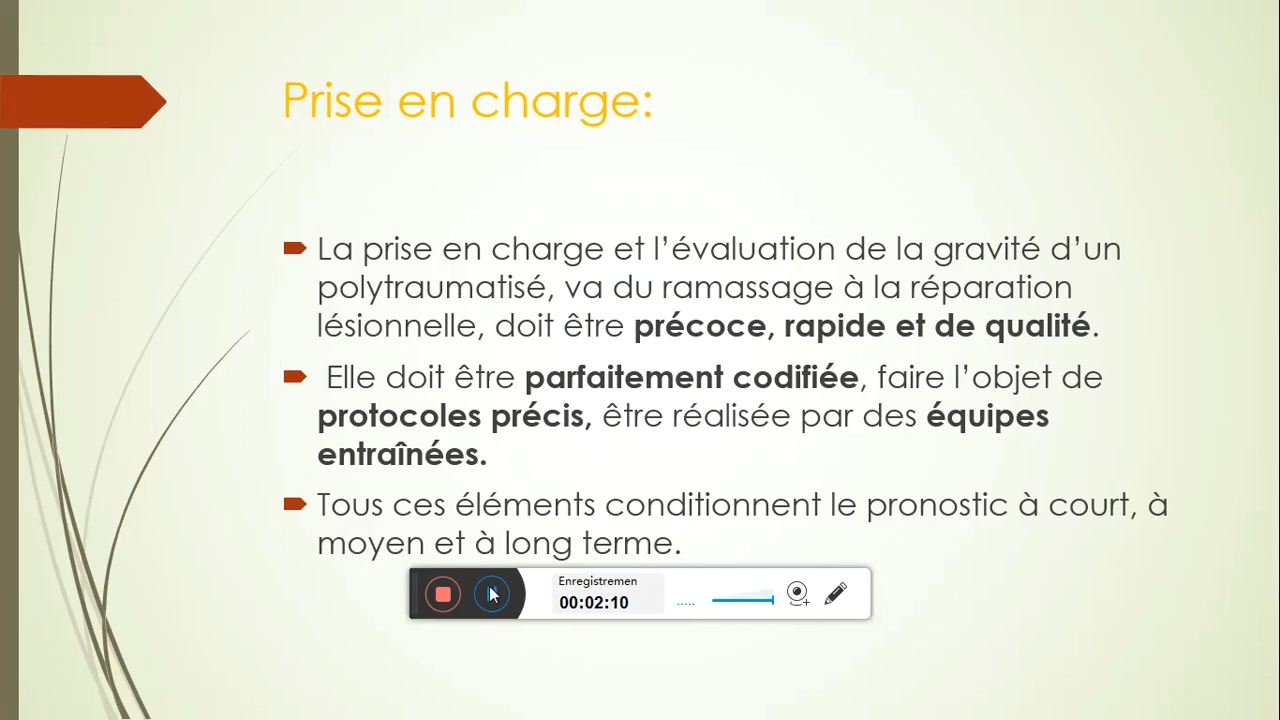 Prise en charge:
La prise en charge et l’évaluation de la gravité d’un
polytraumatisé, va du ramassage à la réparation
lésionnelle, doit être précoce, rapide et de qualité.
Elle doit être parfaitement codifiée, faire l’objet de
protocoles précis, être réalisée par des équipes
entraînées.
Tous ces éléments conditionnent le pronostic à court, à
moyen et à long terme.
Enregistremen
00:02:10